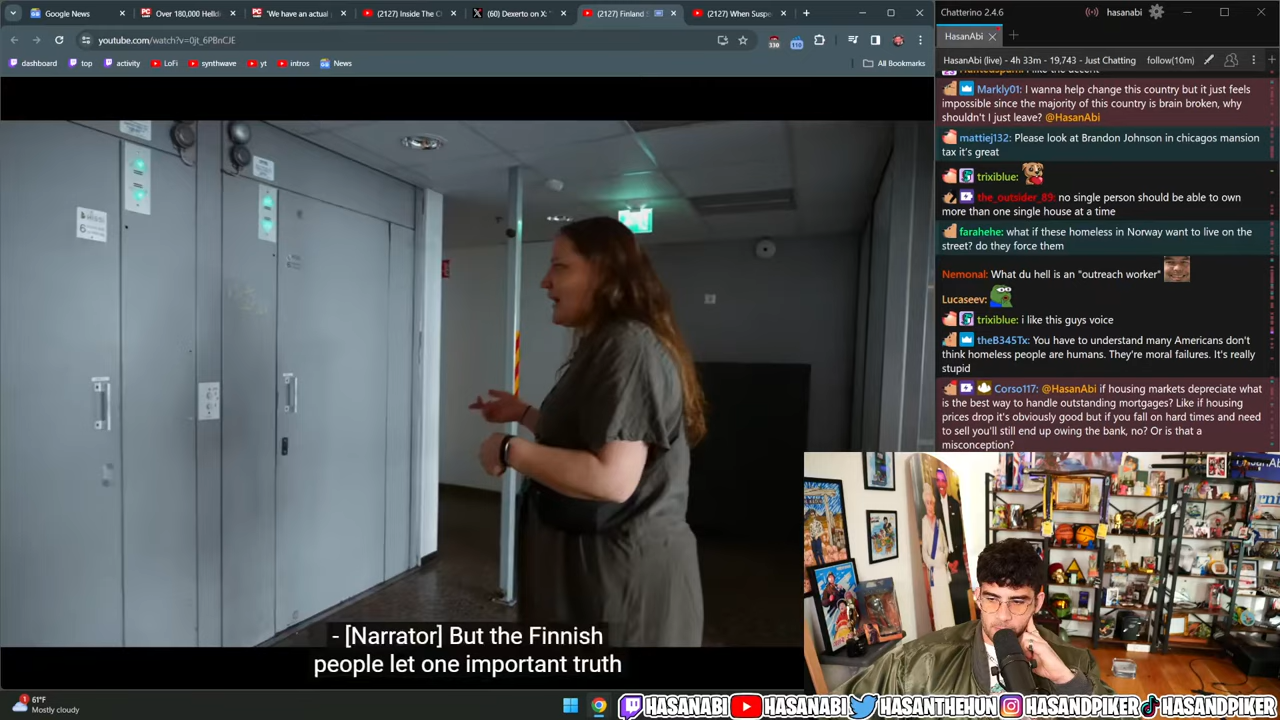 Google News
Over 180,000 Helldi
"We have an actual
(2127) Inside The C
(60) Dexerto on X:
(2127) Finland
(2127) When Suspe
youtube.com/watch?v=0jt_6PBnCJE
330
110
dashboard
top
activity
LoFi
synthwave
yt
intros
News
All Bookmarks
6
- [Narrator] But the Finnish
people let one important truth
Chatterino 2.4.6
hasanabi
HasanAbi
HasanAbi (live) - 4h 33m - 19,743 - Just Chatting
follow(10m)
Markly01: I wanna help change this country but it just feels
impossible since the majority of this country is brain broken, why
shouldn't I just leave? @HasanAbi
mattiej132: Please look at Brandon Johnson in chicagos mansion
tax it's great
trixiblue:
the_outsider_89: no single person should be able to own
more than one single house at a time
farahehe: what if these homeless in Norway want to live on the
street? do they force them
Nemonal: What du hell is an "outreach worker"
Lucaseev:
trixiblue: i like this guys voice
theB345Tx: You have to understand many Americans don't
think homeless people are humans. They're moral failures. It's really
stupid
Corso117: @HasanAbi if housing markets depreciate what
is the best way to handle outstanding mortgages? Like if housing
prices drop it's obviously good but if you fall on hard times and need
to sell you'll still end up owing the bank, no? Or is that a
misconception?
1
61°F
Mostly cloudy
HASANABI
HASANABI
HASANTHEHUN
HASANDPIKER
HASANDPIKER